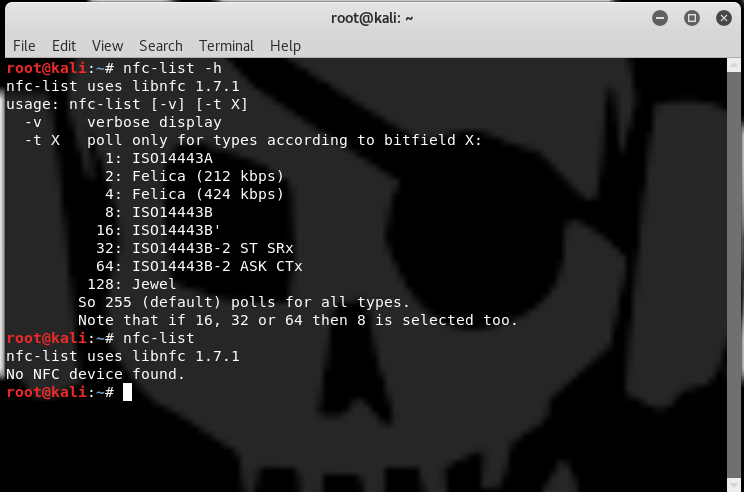 root@kali: ~
File Edit View Search Terminal Help
root@kali:~# nfc-list -h
nfc-list uses libnfc 1.7.1
usage: nfc-list [-v] [-t X]
  -v     verbose display
  -t X   poll only for types according to bitfield X:
           1: ISO14443A
           2: Felica (212 kbps)
           4: Felica (424 kbps)
           8: ISO14443B
          16: ISO14443B'
          32: ISO14443B-2 ST SRx
          64: ISO14443B-2 ASK CTx
         128: Jewel
        So 255 (default) polls for all types.
        Note that if 16, 32 or 64 then 8 is selected too.
root@kali:~# nfc-list
nfc-list uses libnfc 1.7.1
No NFC device found.
root@kali:~#